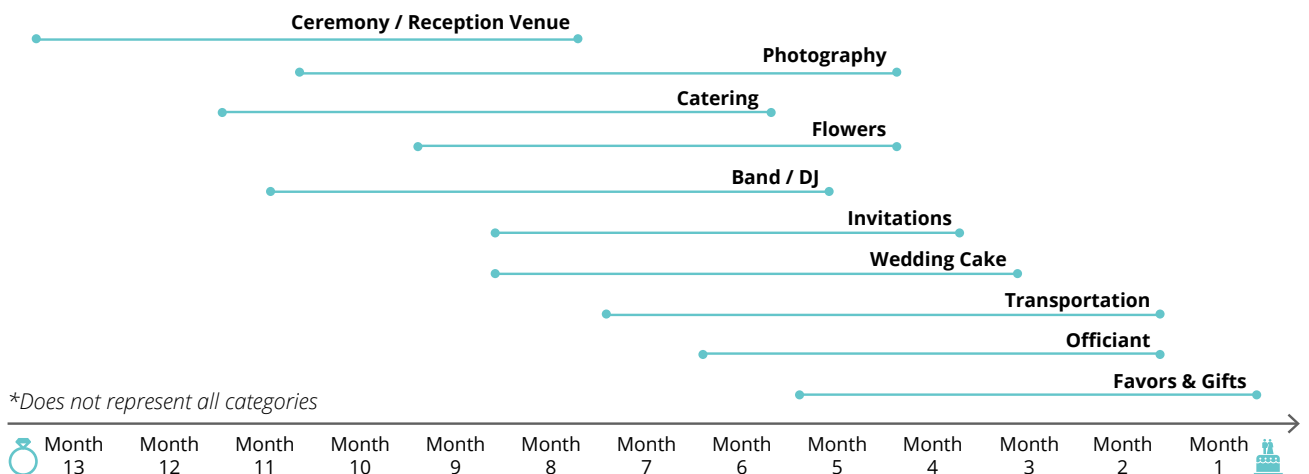 Ceremony / Reception Venue
Photography
Catering
Flowers
Band / DJ
Invitations
Wedding Cake
Transportation
Officiant
Favors & Gifts
*Does not represent all categories
Month Month Month Month Month Month Month Month Month Month Month Month Month
13 12 11 10 9 8 7 6 5 4 3 2 1